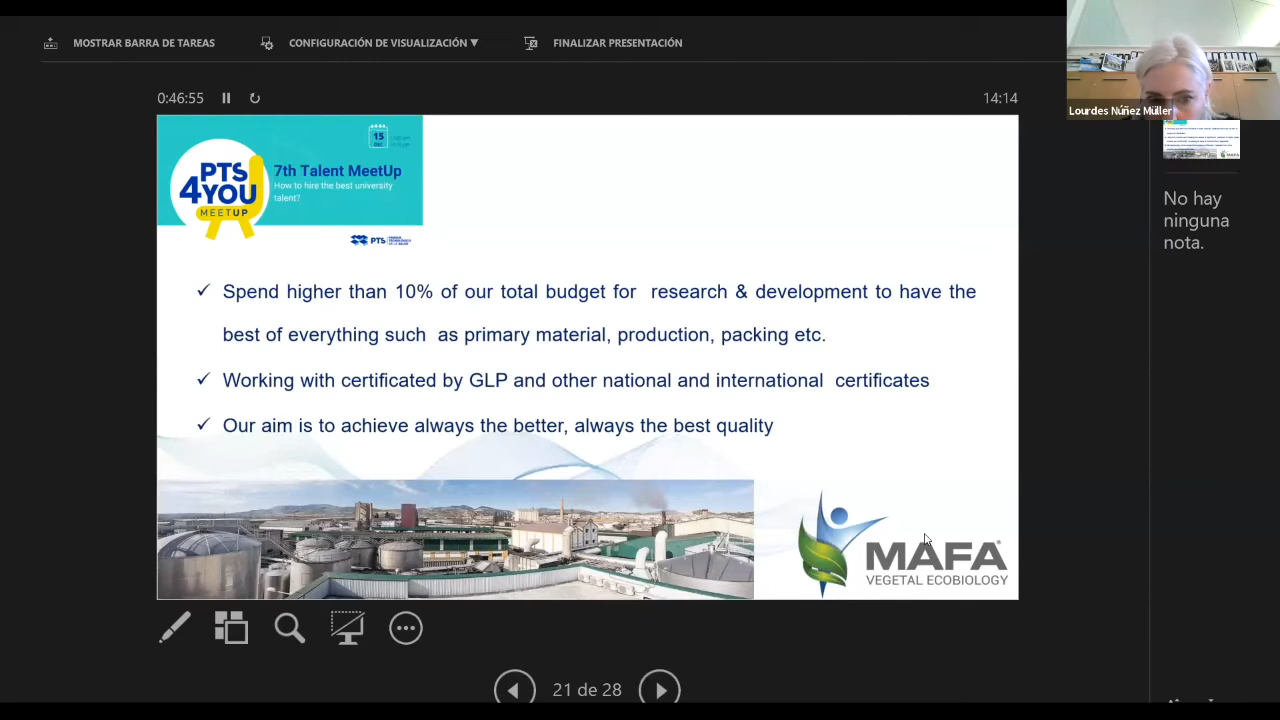 MOSTRAR BARRA DE TAREAS
CONFIGURACIÓN DE VISUALIZACIÓN ▼
FINALIZAR PRESENTACIÓN
0:46:55
14:14
Lourdes Núñez Müller
15
PTS
4YOU
MEETUP
7th Talent MeetUp
How to hire the best university
talent?
PTS
No hay
ninguna
nota.
✓ Spend higher than 10% of our total budget for research & development to have the
best of everything such as primary material, production, packing etc.
✓ Working with certificated by GLP and other national and international certificates
✓ Our aim is to achieve always the better, always the best quality
MAFA®
VEGETAL ECOBIOLOGY
21 de 28